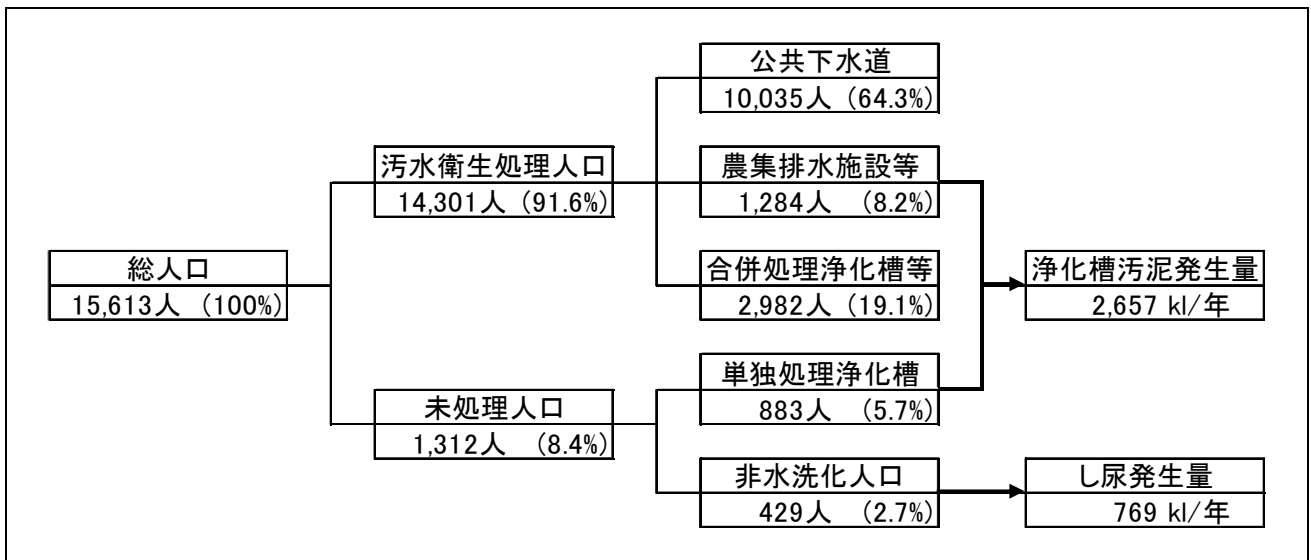 公共下水道
10,035人 (64.3%)
汚水衛生処理人口
14,301人 (91.6%)
農集排水施設等
1,284人 (8.2%)
総人口
15,613人 (100%)
合併処理浄化槽等
2,982人 (19.1%)
浄化槽汚泥発生量
2,657 kl/年
単独処理浄化槽
883人 (5.7%)
未処理人口
1,312人 (8.4%)
非水洗化人口
429人 (2.7%)
し尿発生量
769 kl/年